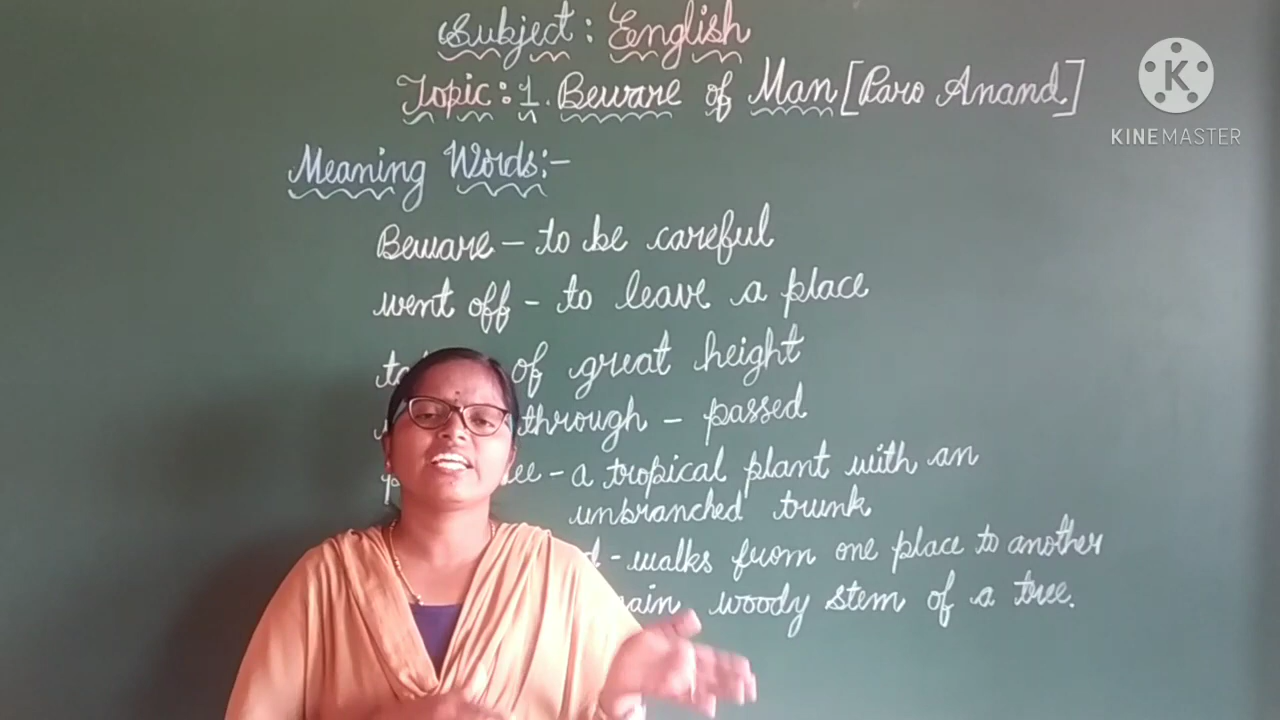 Subject: English
Topic: 1. Beware of Man [Paro Anand]
KINEMASTER
Meaning Words:-
Beware - to be careful
went off - to leave a place
of great height
through - passed
- a tropical plant with an
unbranched trunk
- walks from one place to another
woody stem of a tree.